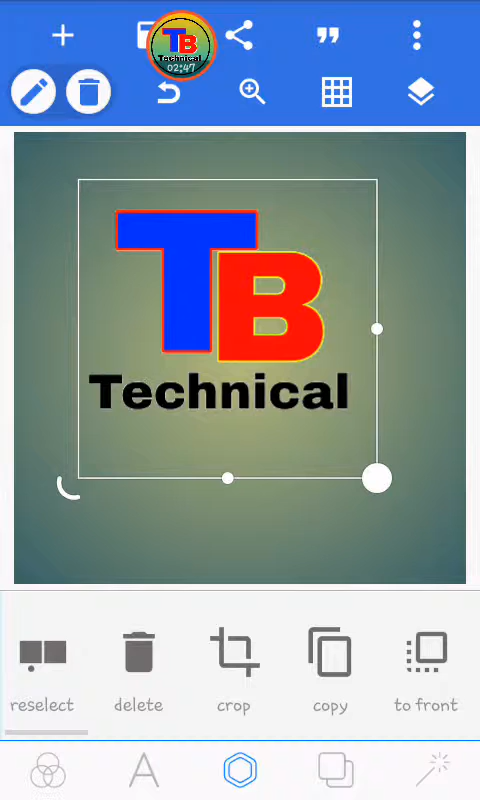 TB
Technical
02:47
TB
Technical
reselect
delete
crop
copy
to front